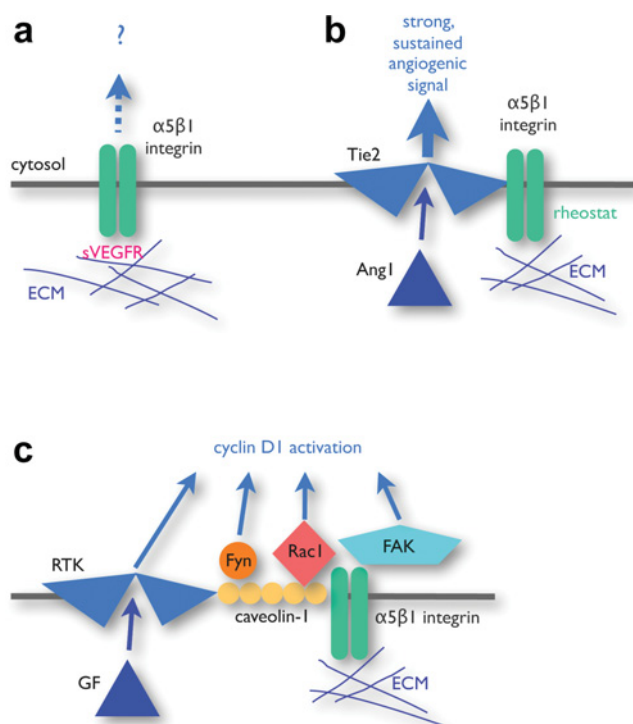 a
?
α5β1
integrin
cytosol
sVEGFR
ECM
b
strong,
sustained
angiogenic
signal
α5β1
integrin
Tie2
rheostat
Ang1
ECM
c
cyclin D1 activation
RTK
Fyn
Rac1
FAK
caveolin-1
α5β1 integrin
GF
ECM